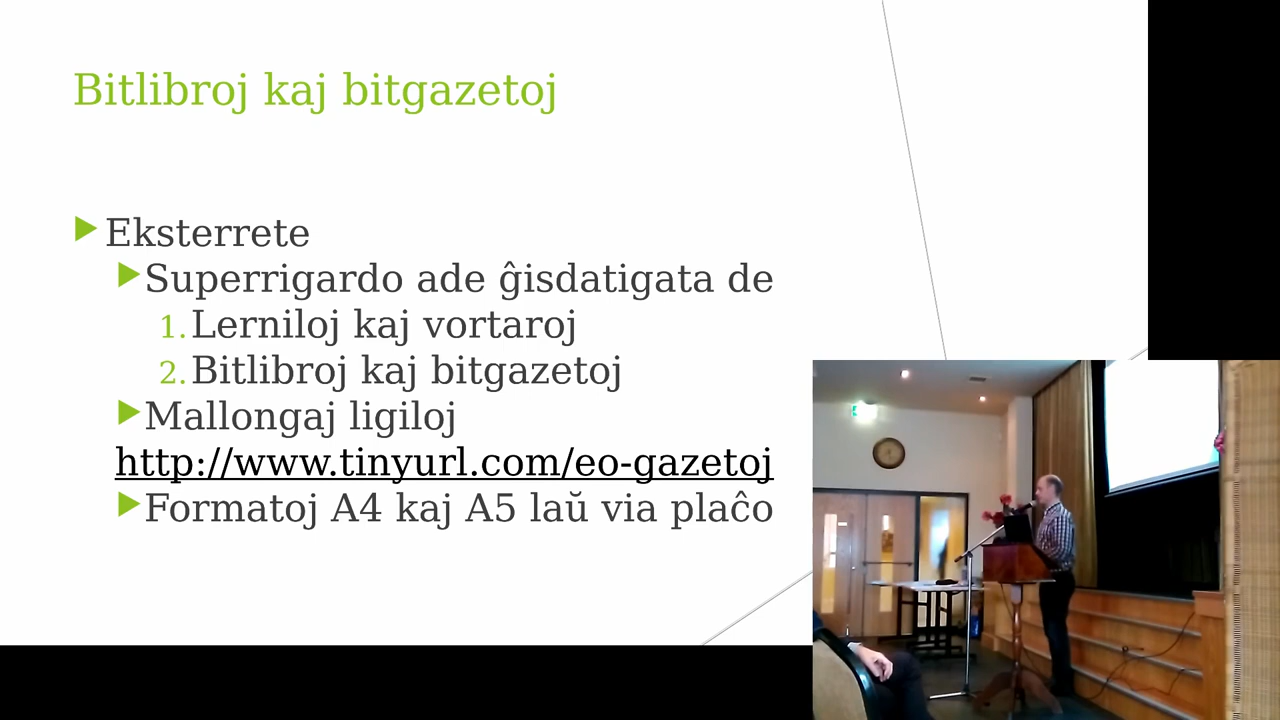 Bitlibroj kaj bitgazetoj
Eksterrete
Superrigardo ade ĝisdatigata de
1. Lerniloj kaj vortaroj
2. Bitlibroj kaj bitgazetoj
Mallongaj ligiloj
http://www.tinyurl.com/eo-gazetoj
Formatoj A4 kaj A5 laŭ via plaĉo